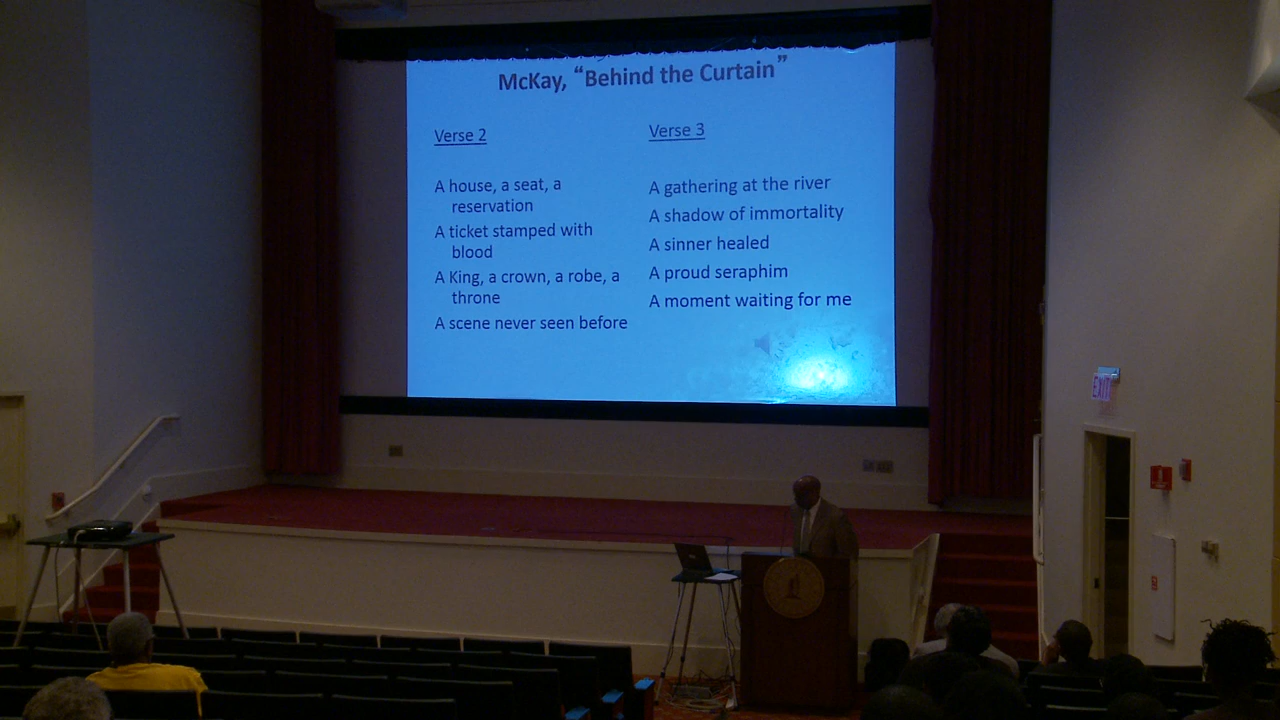 McKay, “Behind the Curtain”
Verse 2
A house, a seat, a
reservation
A ticket stamped with
blood
A King, a crown, a robe, a
throne
A scene never seen before
Verse 3
A gathering at the river
A shadow of immortality
A sinner healed
A proud seraphim
A moment waiting for me
EXIT